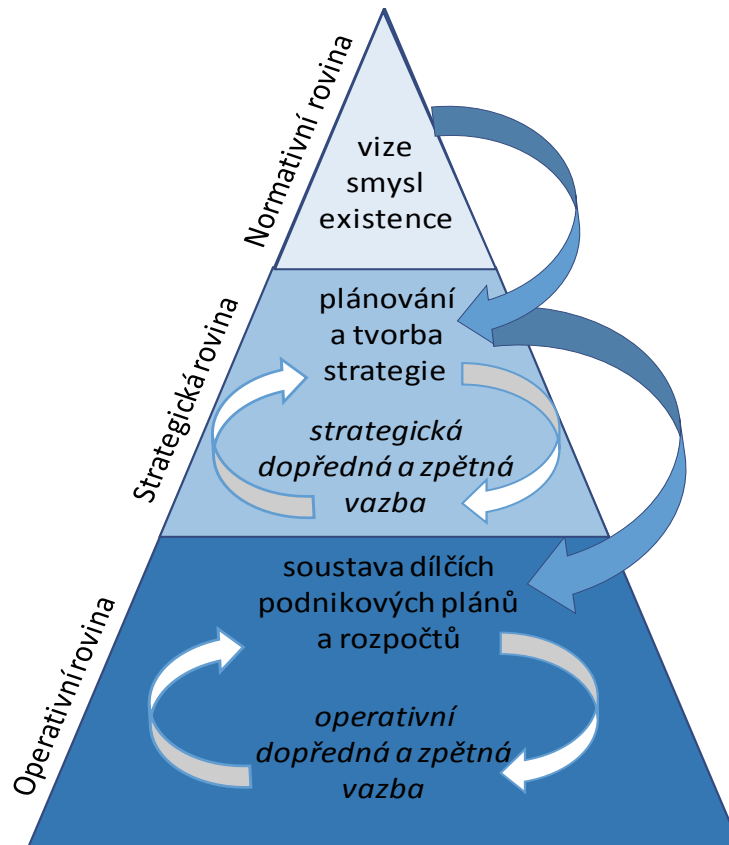 Normativní rovina
vize
smysl
existence
Strategická rovina
plánování
a tvorba
strategie
strategická
dopředná a zpětná
vazba
Operativní rovina
soustava dílčích
podnikových plánů
a rozpočtů
operativní
dopředná a zpětná
vazba